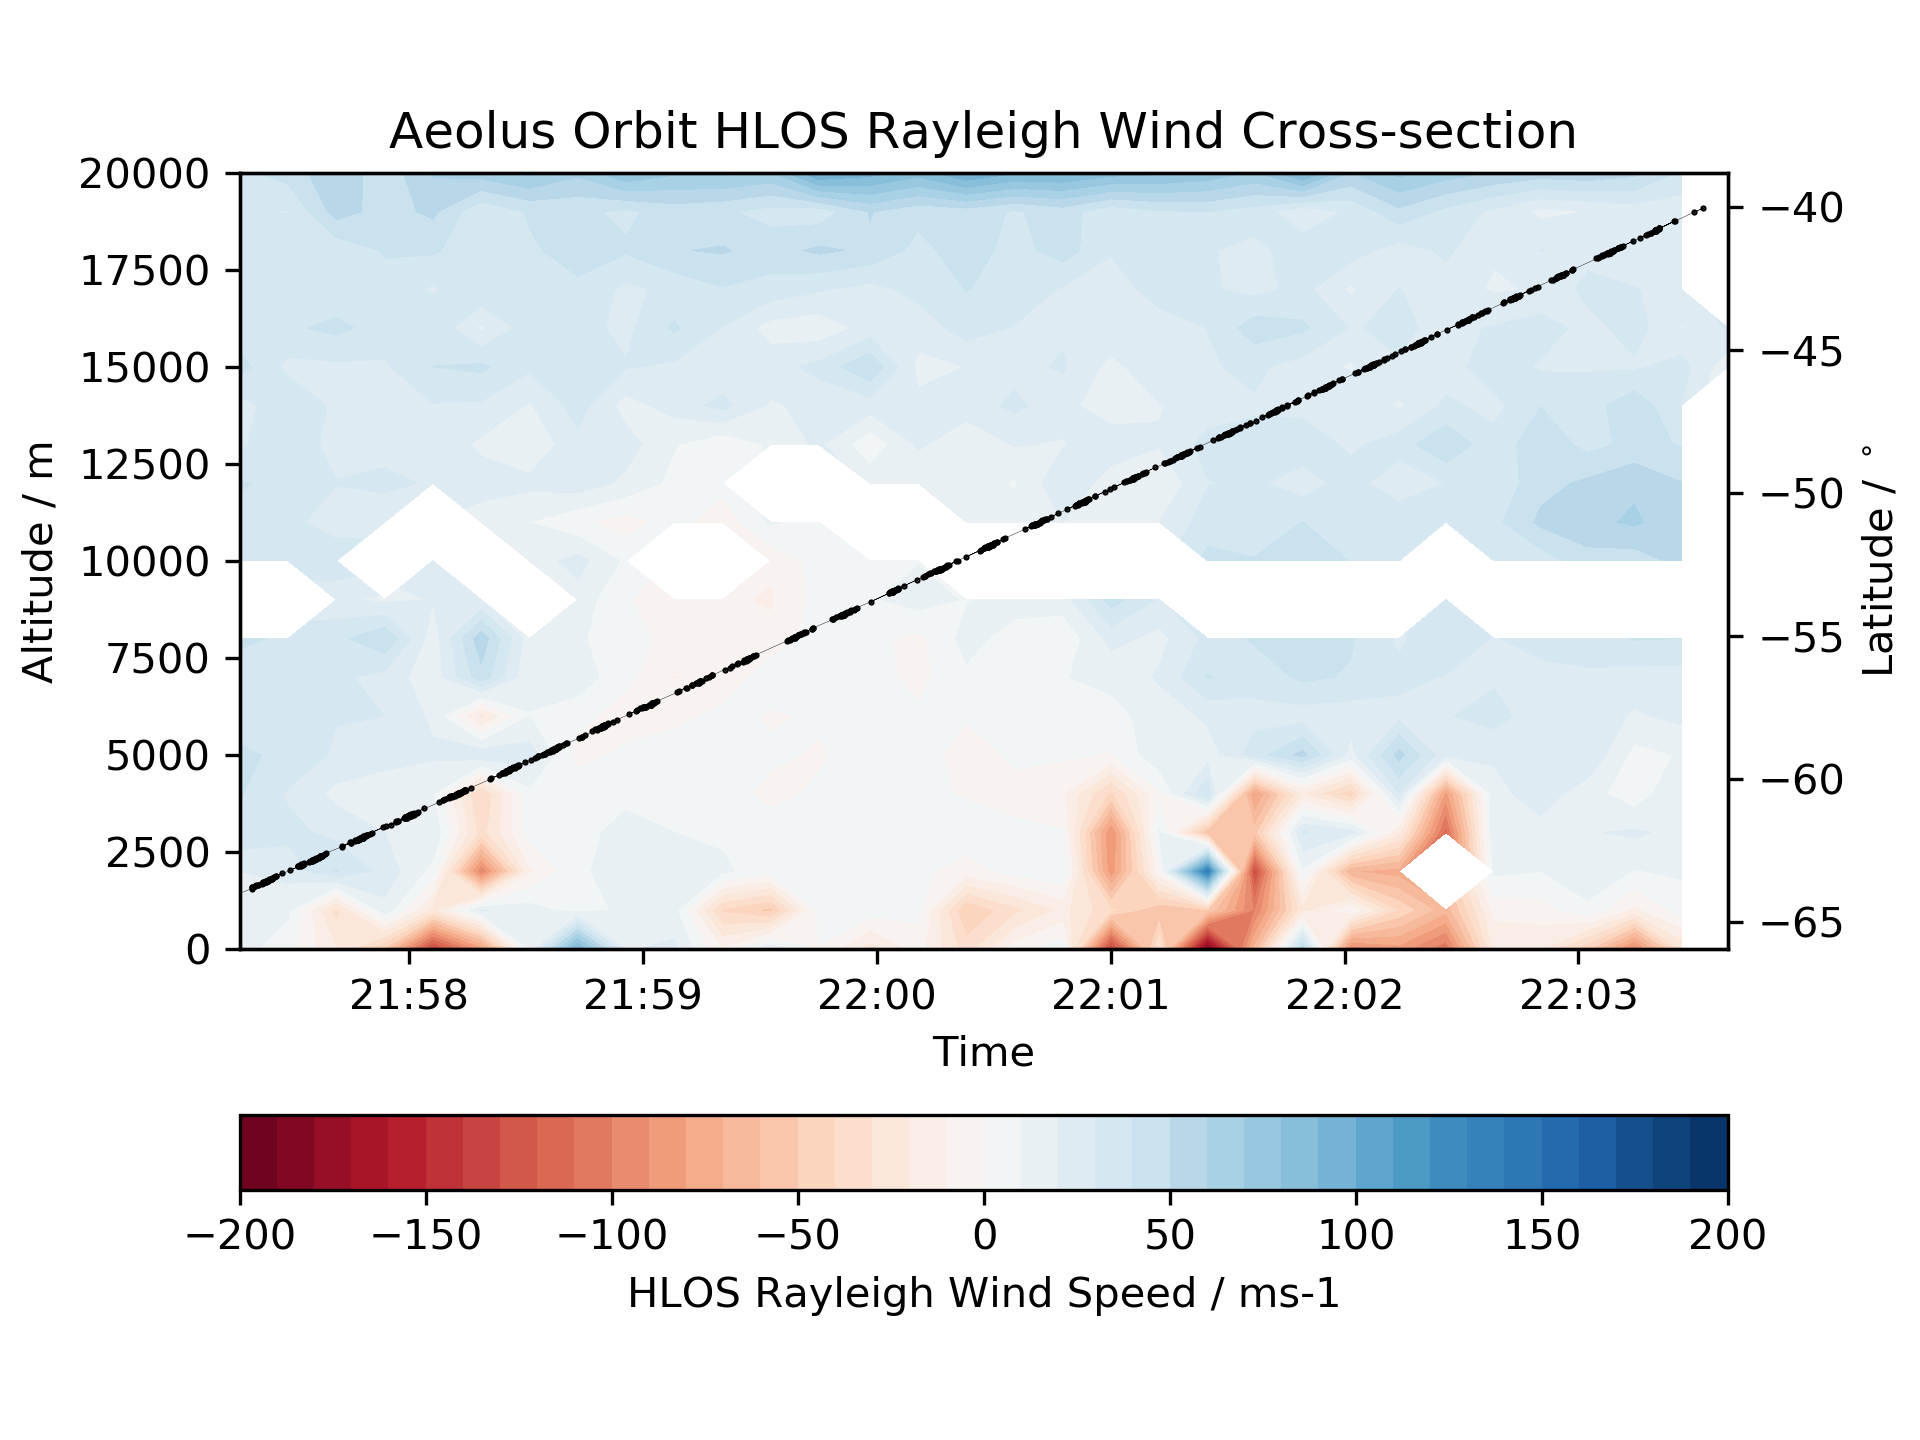 Aeolus Orbit HLOS Rayleigh Wind Cross-section
20000
17500
15000
12500
10000
7500
5000
2500
0
Altitude / m
−40
−45
−50
−55
−60
−65
Latitude / °
21:58 21:59 22:00 22:01 22:02 22:03
Time
−200 −150 −100 −50 0 50 100 150 200
HLOS Rayleigh Wind Speed / ms-1